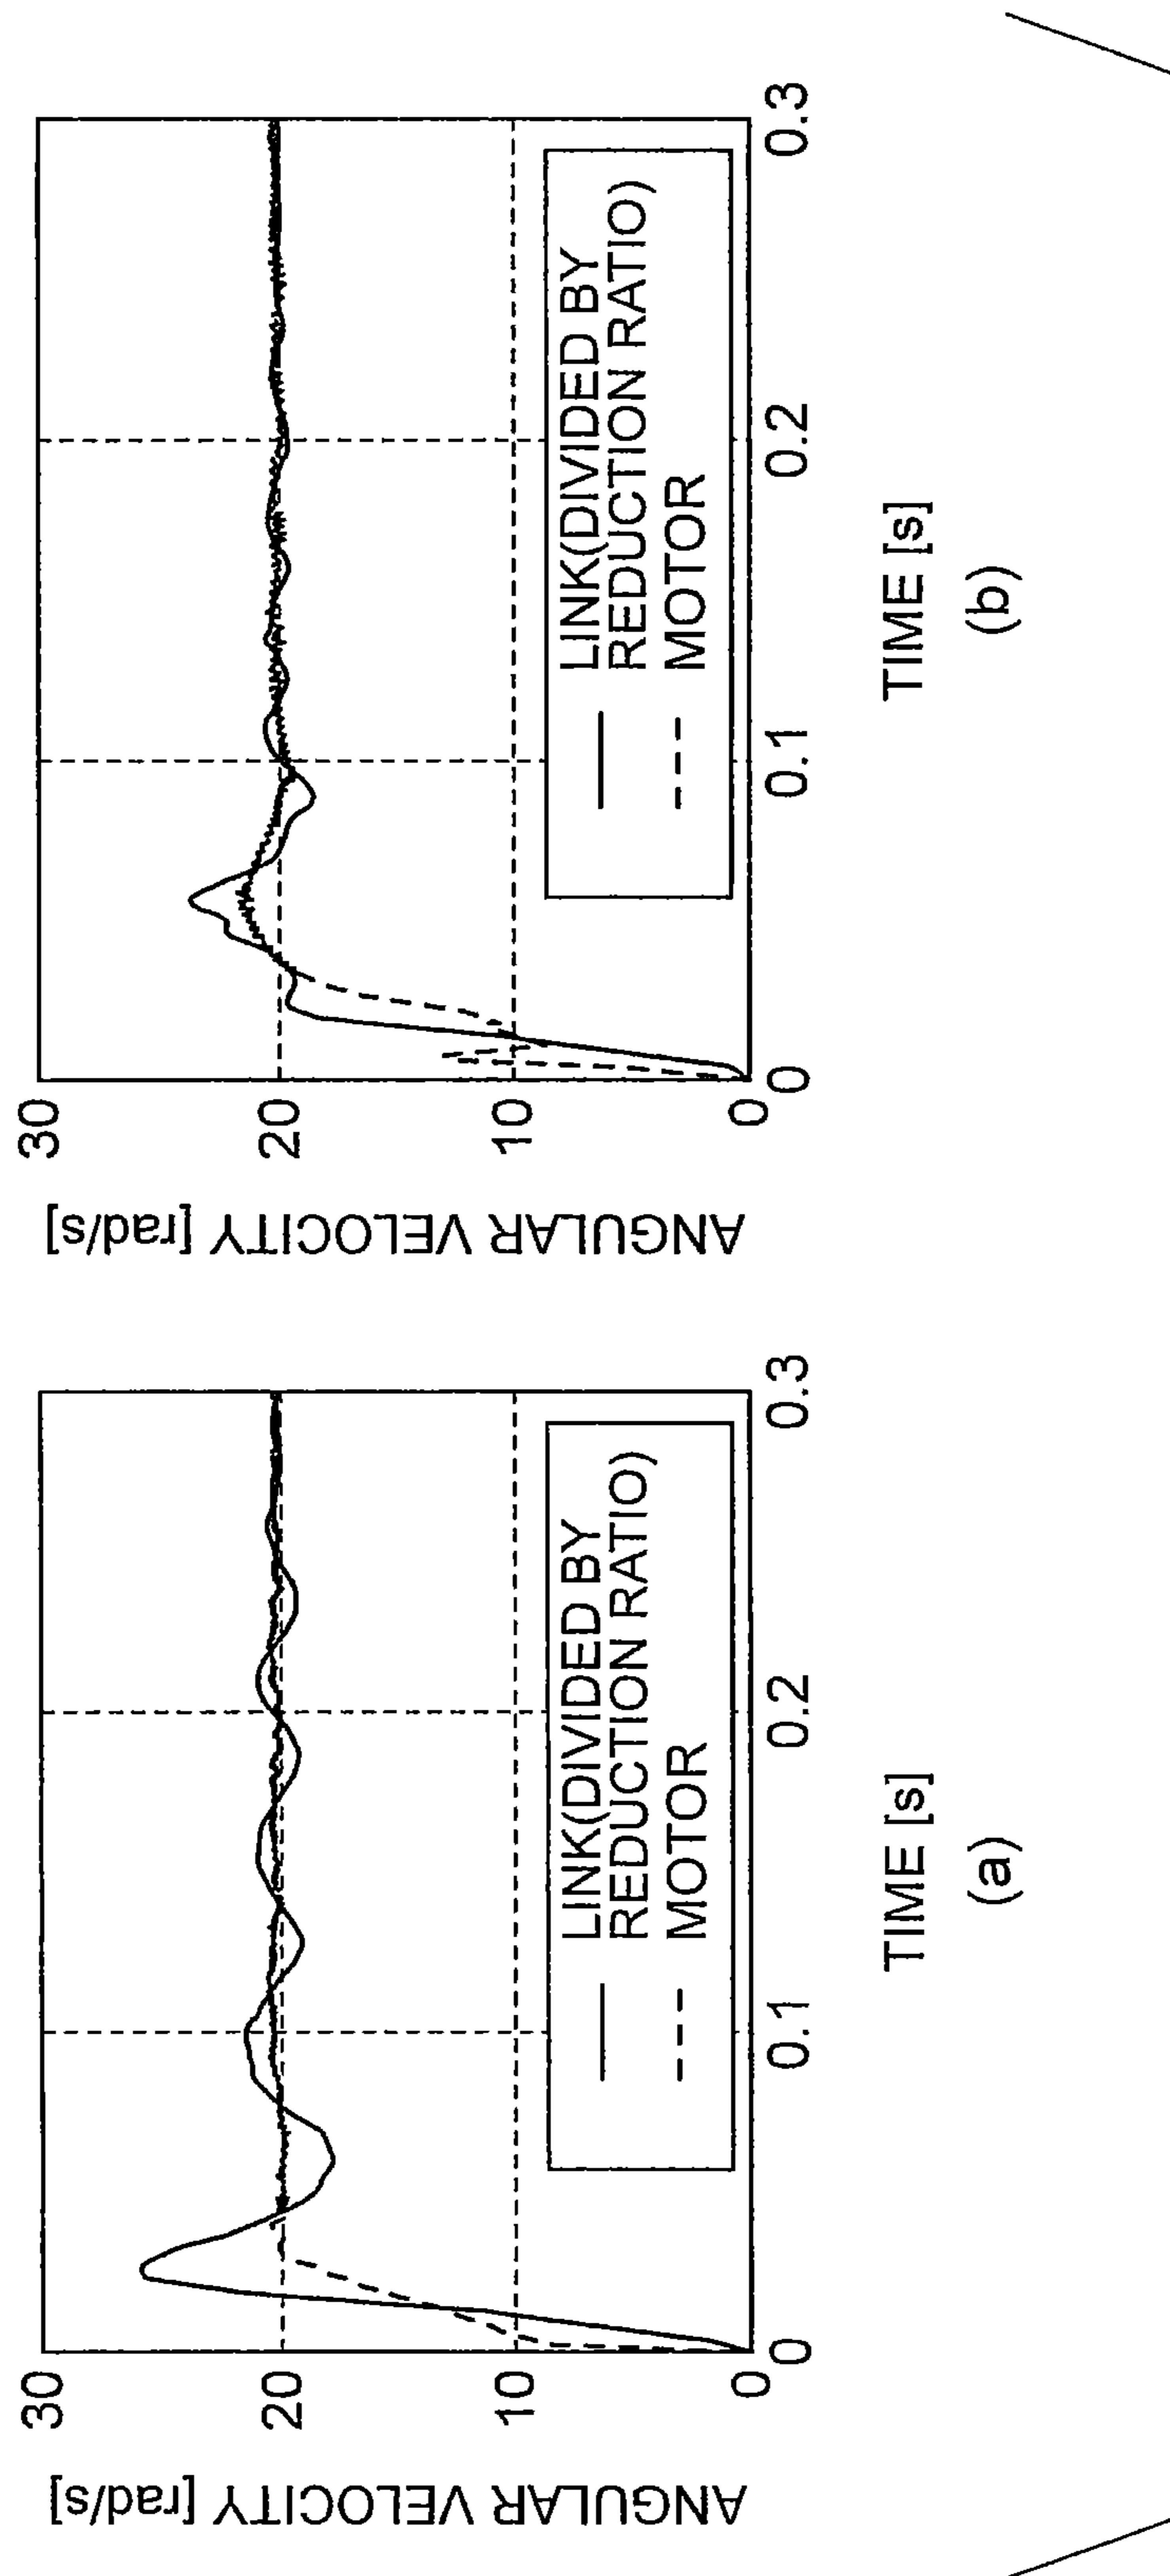 ANGULAR VELOCITY [rad/s]
30
20
10
0
0
0.1
0.2
0.3
LINK(DIVIDED BY
REDUCTION RATIO)
MOTOR
TIME [s]
(a)
ANGULAR VELOCITY [rad/s]
30
20
10
0
0
0.1
0.2
0.3
LINK(DIVIDED BY
REDUCTION RATIO)
MOTOR
TIME [s]
(b)